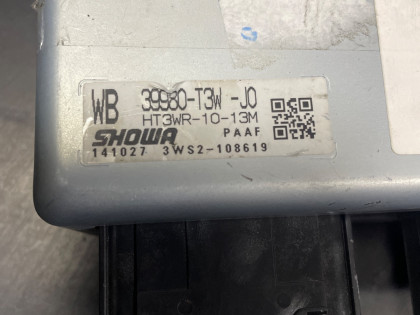 WB 39980-T3W -J0
HT3WR-10-13M
SHOWA PAAF
141027 3WS2-108619